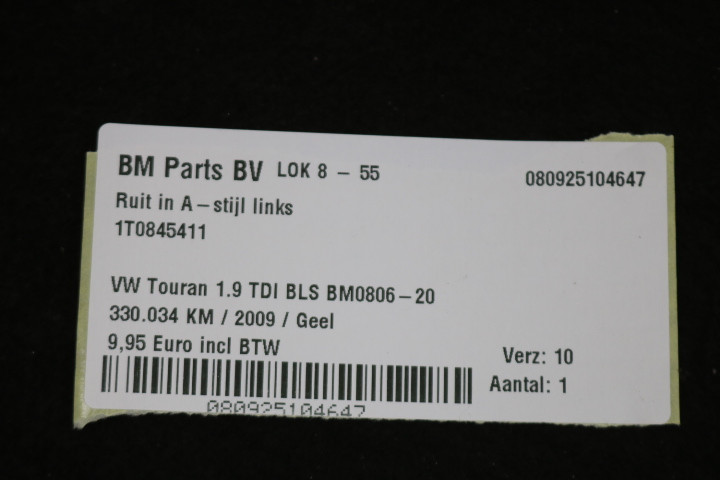 BM Parts BV LOK 8 – 55 080925104647
Ruit in A–stijl links
1T0845411
VW Touran 1.9 TDI BLS BM0806–20
330.034 KM / 2009 / Geel
9,95 Euro incl BTW
Verz: 10
Aantal: 1
080925104647